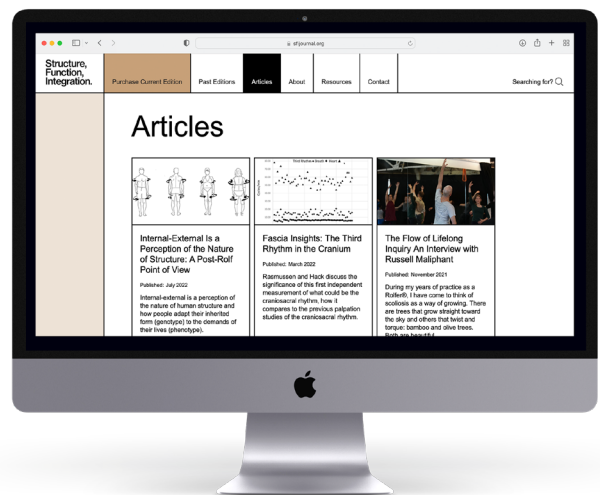 sfijournal.org
Structure,
Function,
Integration.
Purchase Current Edition
Past Editions
Articles
About
Resources
Contact
Searching for?
Articles
Internal-External Is a
Perception of the Nature
of Structure: A Post-Rolf
Point of View
Published: July 2022
Internal-external is a perception of
the nature of human structure and
how people adapt their inherited
form (genotype) to the demands of
their lives (phenotype).
Fascia Insights: The Third
Rhythm in the Cranium
Published: March 2022
Rasmussen and Hack discuss the
significance of this first independent
measurement of what could be the
craniosacral rhythm, how it
compares to the previous palpation
studies of the craniosacral rhythm.
The Flow of Lifelong
Inquiry An Interview with
Russell Maliphant
Published: November 2021
During my years of practice as a
Rolfer®, I have come to think of
scoliosis as a way of growing. There
are trees that grow straight toward
the sky and others that twist and
torque: bamboo and olive trees.
Both are beautiful